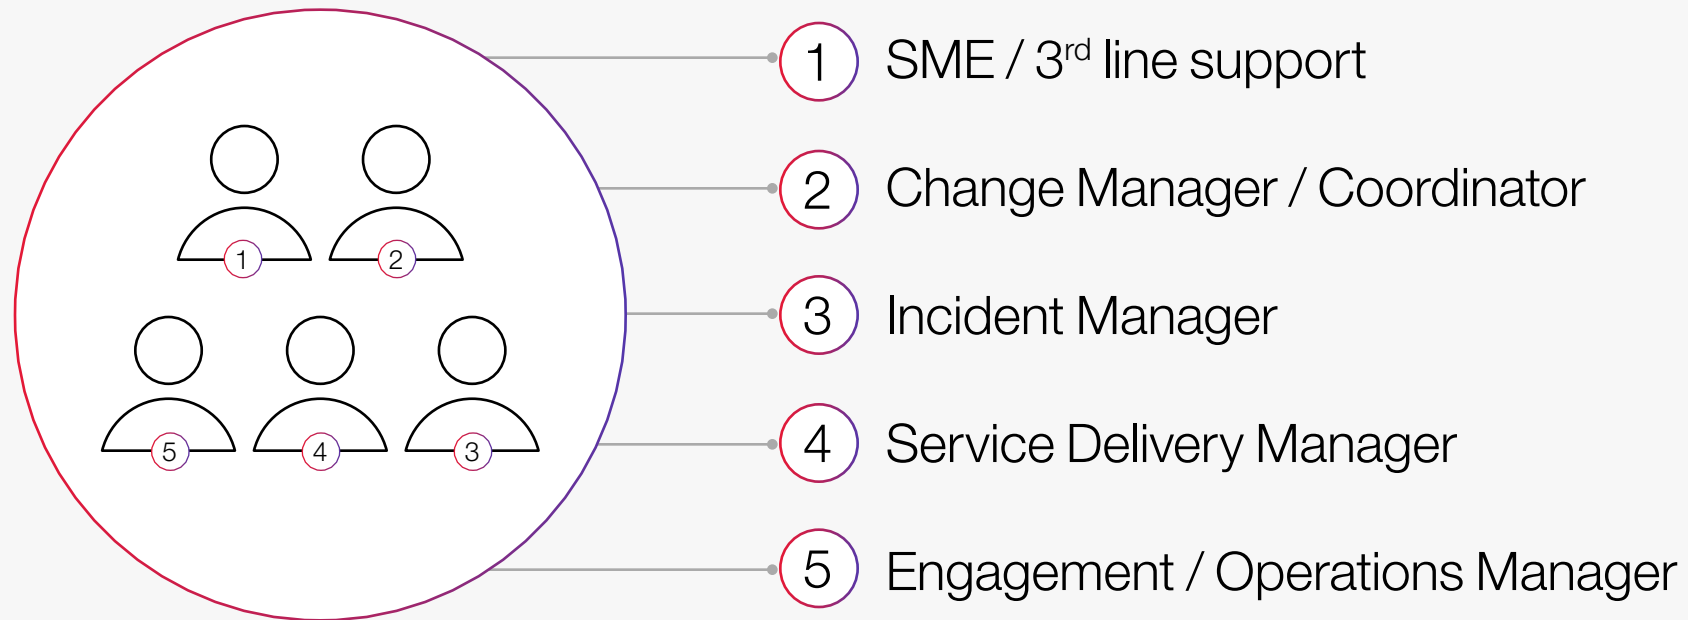 1 SME / 3rd line support
2 Change Manager / Coordinator
3 Incident Manager
4 Service Delivery Manager
5 Engagement / Operations Manager
1 2
5 4 3